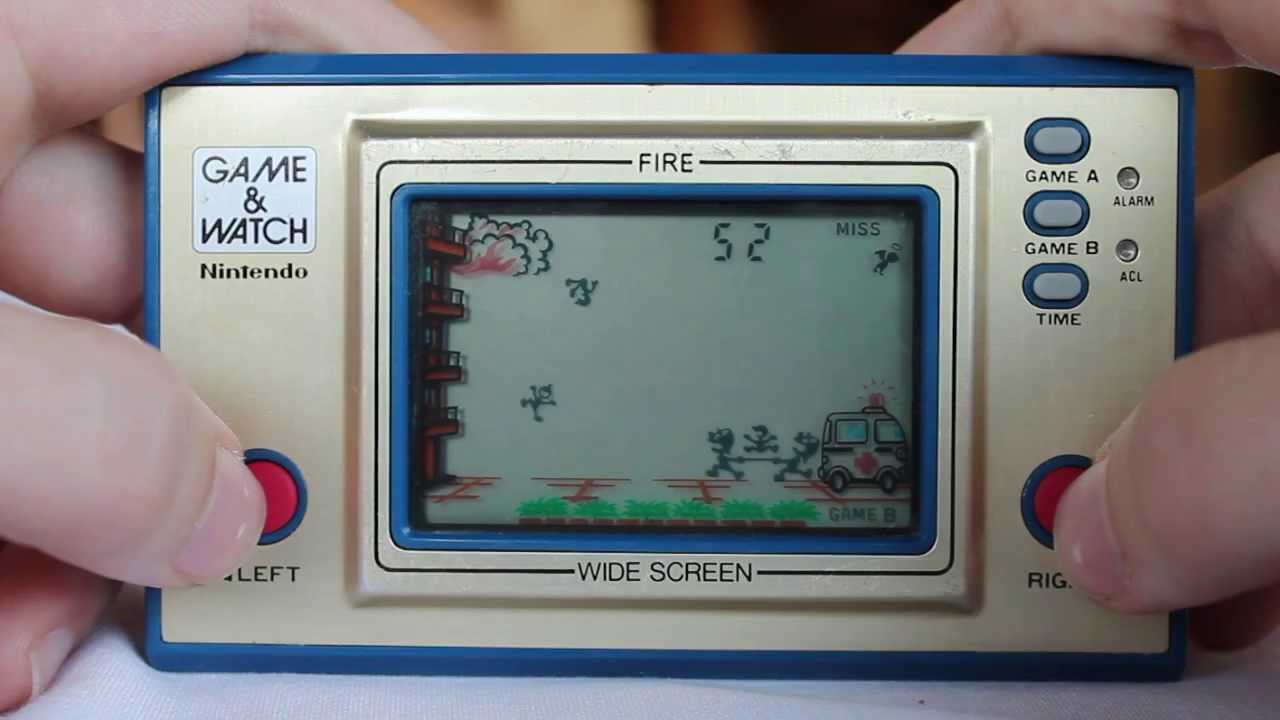 GAME
&
WATCH
Nintendo
FIRE
52
MISS
GAME B
WIDE SCREEN
GAME A
ALARM
GAME B
ACL
TIME
LEFT